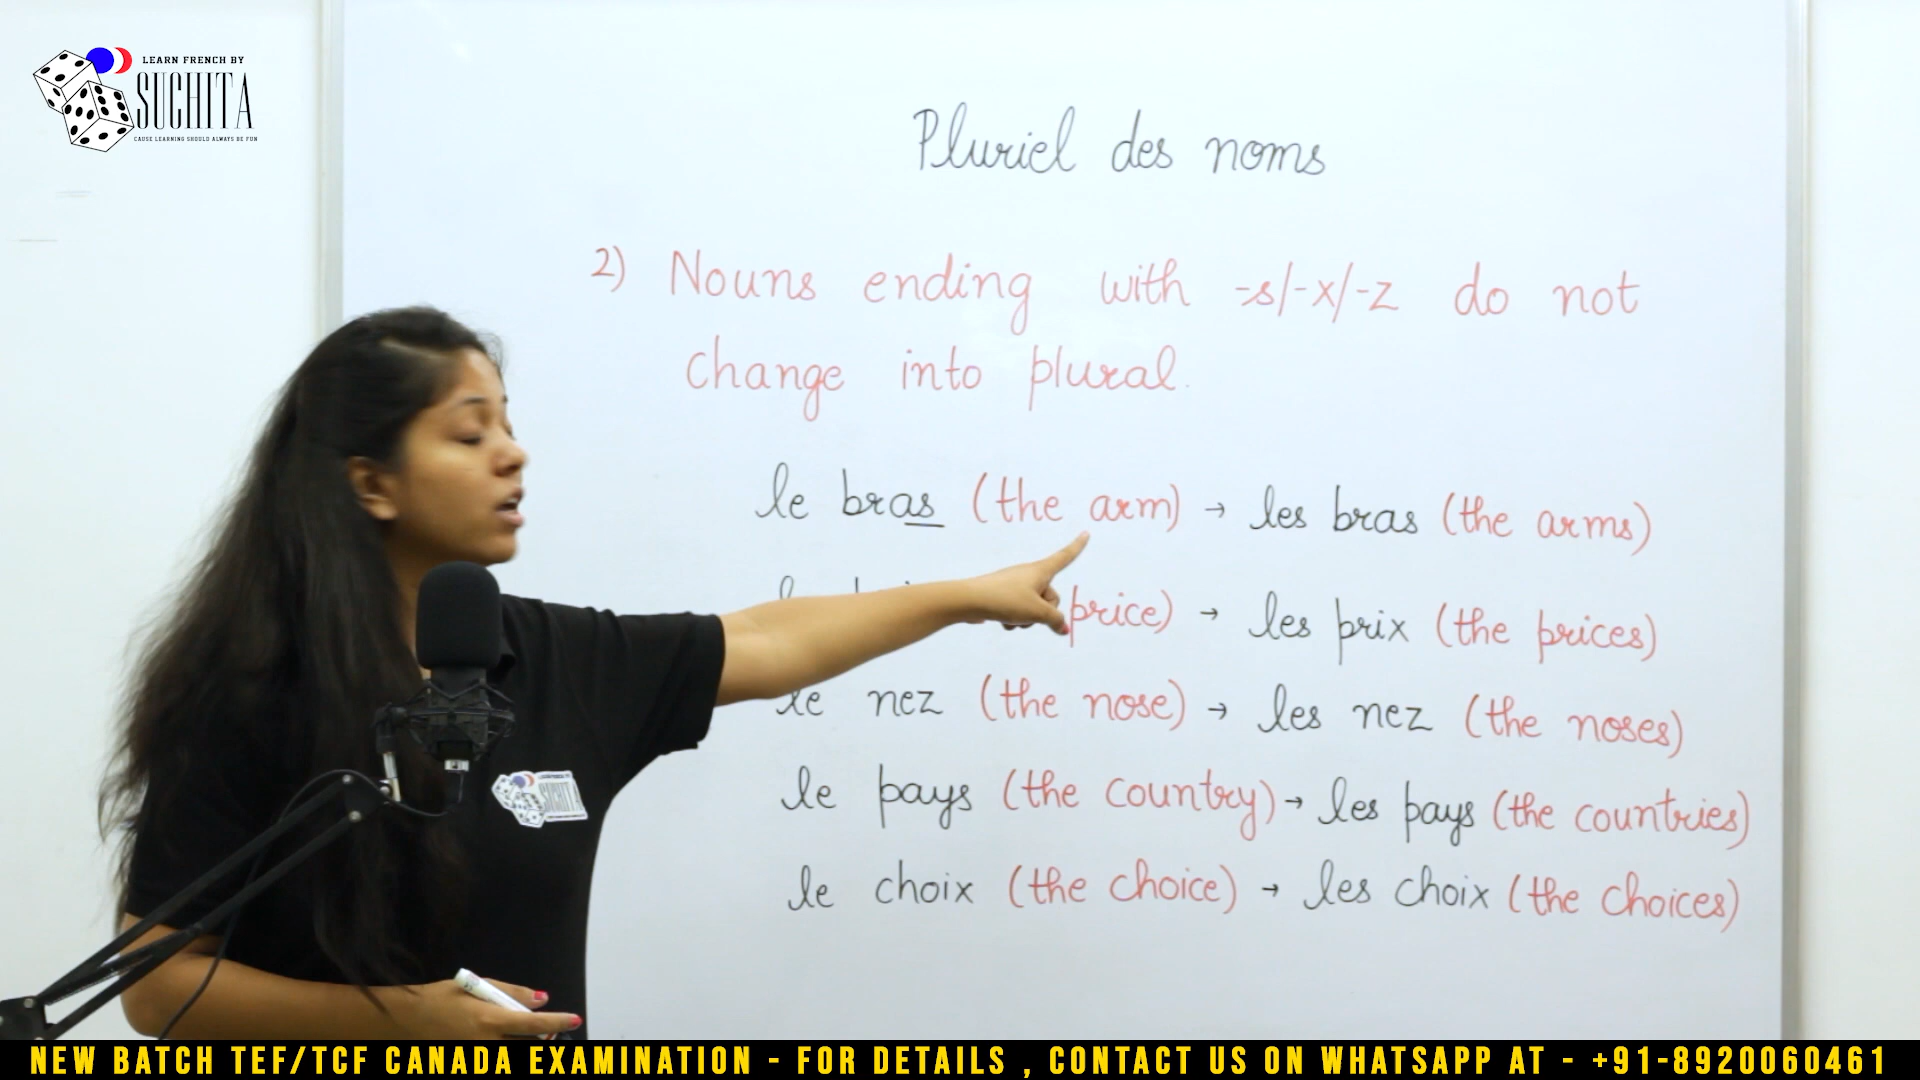 LEARN FRENCH BY
SUCHITA
CAUSE LEARNING SHOULD ALWAYS BE FUN
Pluriel des noms
2) Nouns ending with -s/-x/-z do not
change into plural.
le bras (the arm) → les bras (the arms)
price) → les prix (the prices)
le nez (the nose) → les nez (the noses)
le pays (the country) → les pays (the countries)
le choix (the choice) → les choix (the choices)
SUCHITA
NEW BATCH TEF/TCF CANADA EXAMINATION - FOR DETAILS , CONTACT US ON WHATSAPP AT - +91-8920060461